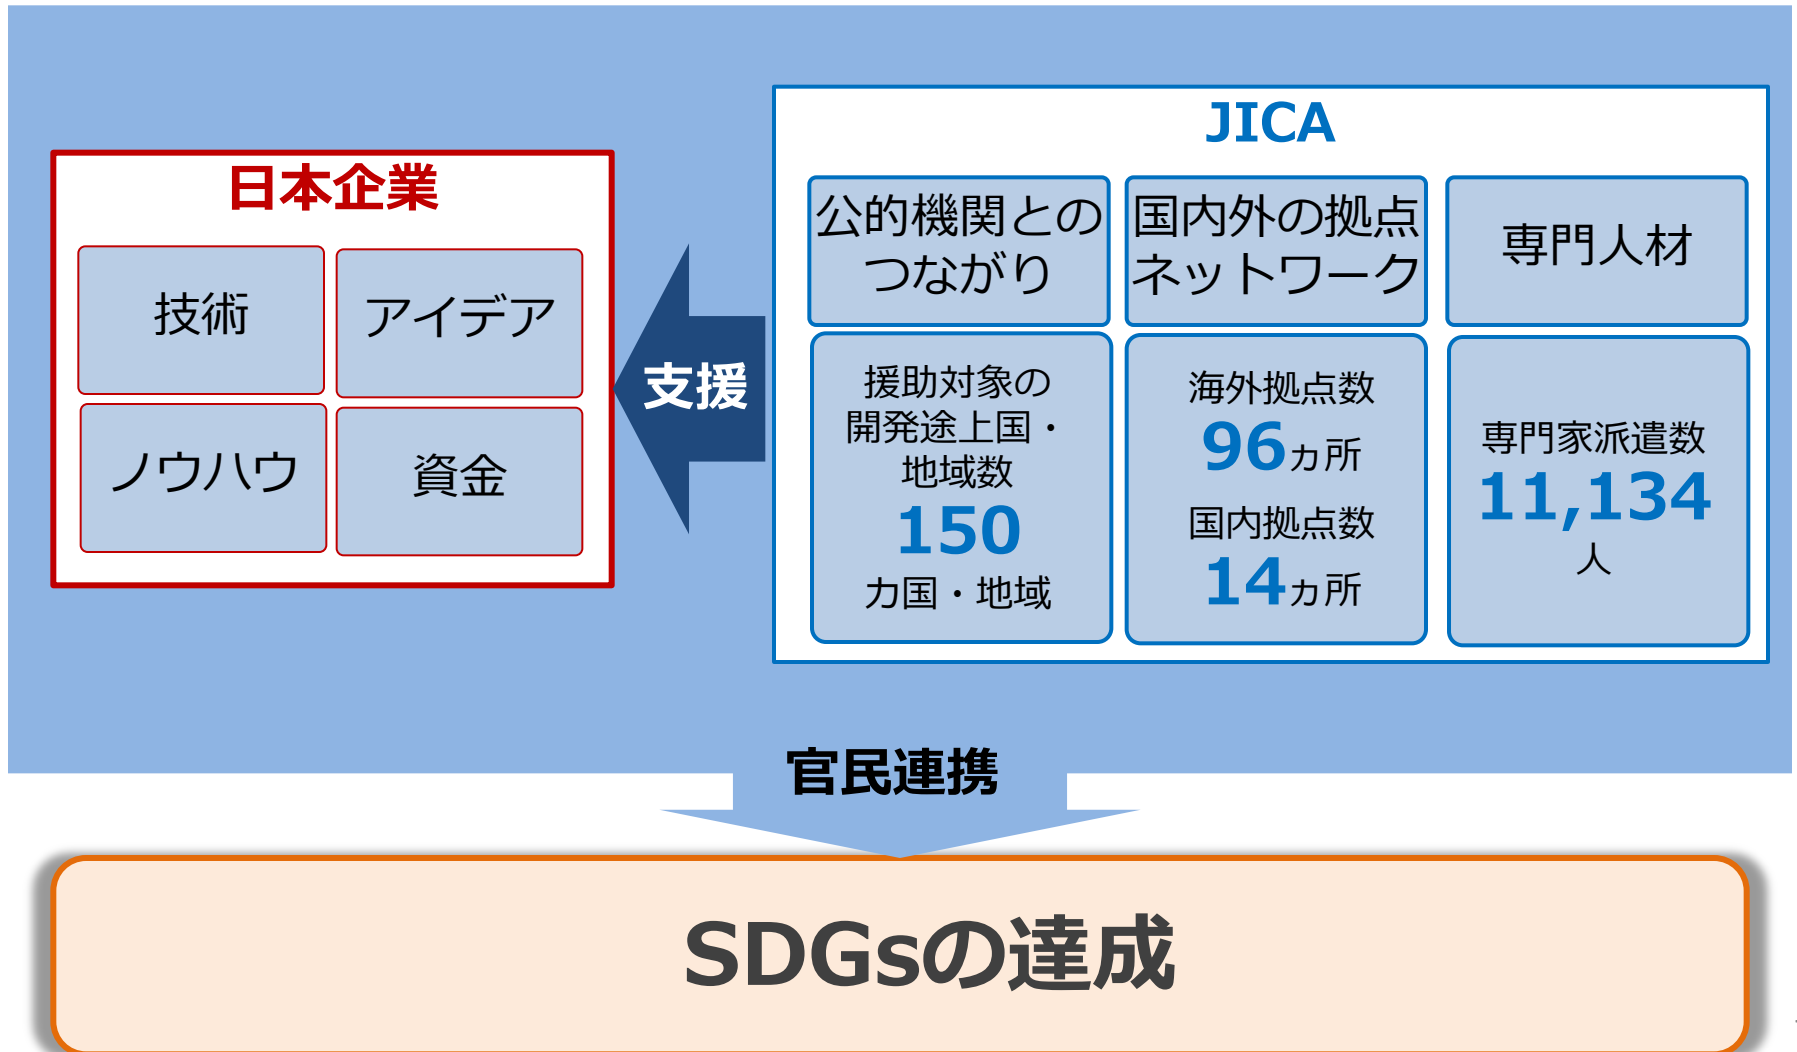 日本企業
技術
アイデア
ノウハウ
資金
支援
JICA
公的機関との
つながり
国内外の拠点
ネットワーク
専門人材
援助対象の
開発途上国・
地域数
150
カ国・地域
海外拠点数
96ヵ所
国内拠点数
14ヵ所
専門家派遣数
11,134
人
官民連携
SDGsの達成